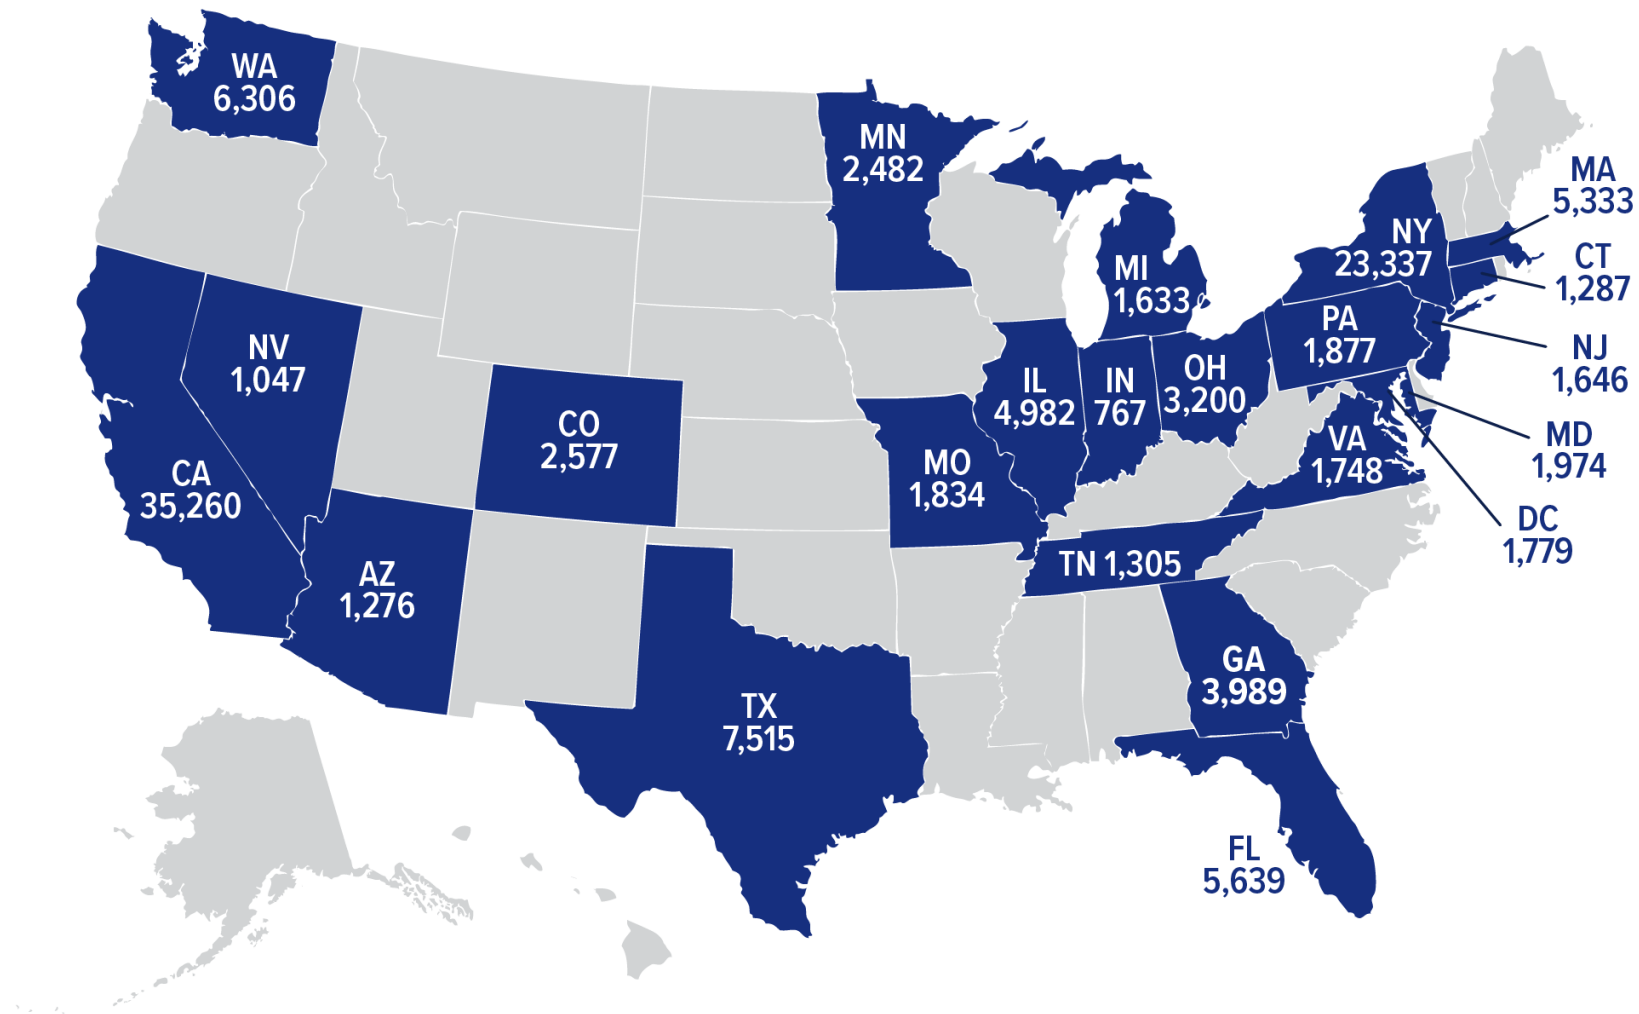 WA
6,306
MN
2,482
MA
5,333
NY
23,337
CT
1,287
MI
1,633
PA
1,877
NJ
1,646
NV
1,047
OH
3,200
IL
4,982
IN
767
CO
2,577
VA
1,748
MD
1,974
CA
35,260
MO
1,834
DC
1,779
TN 1,305
AZ
1,276
GA
3,989
TX
7,515
FL
5,639